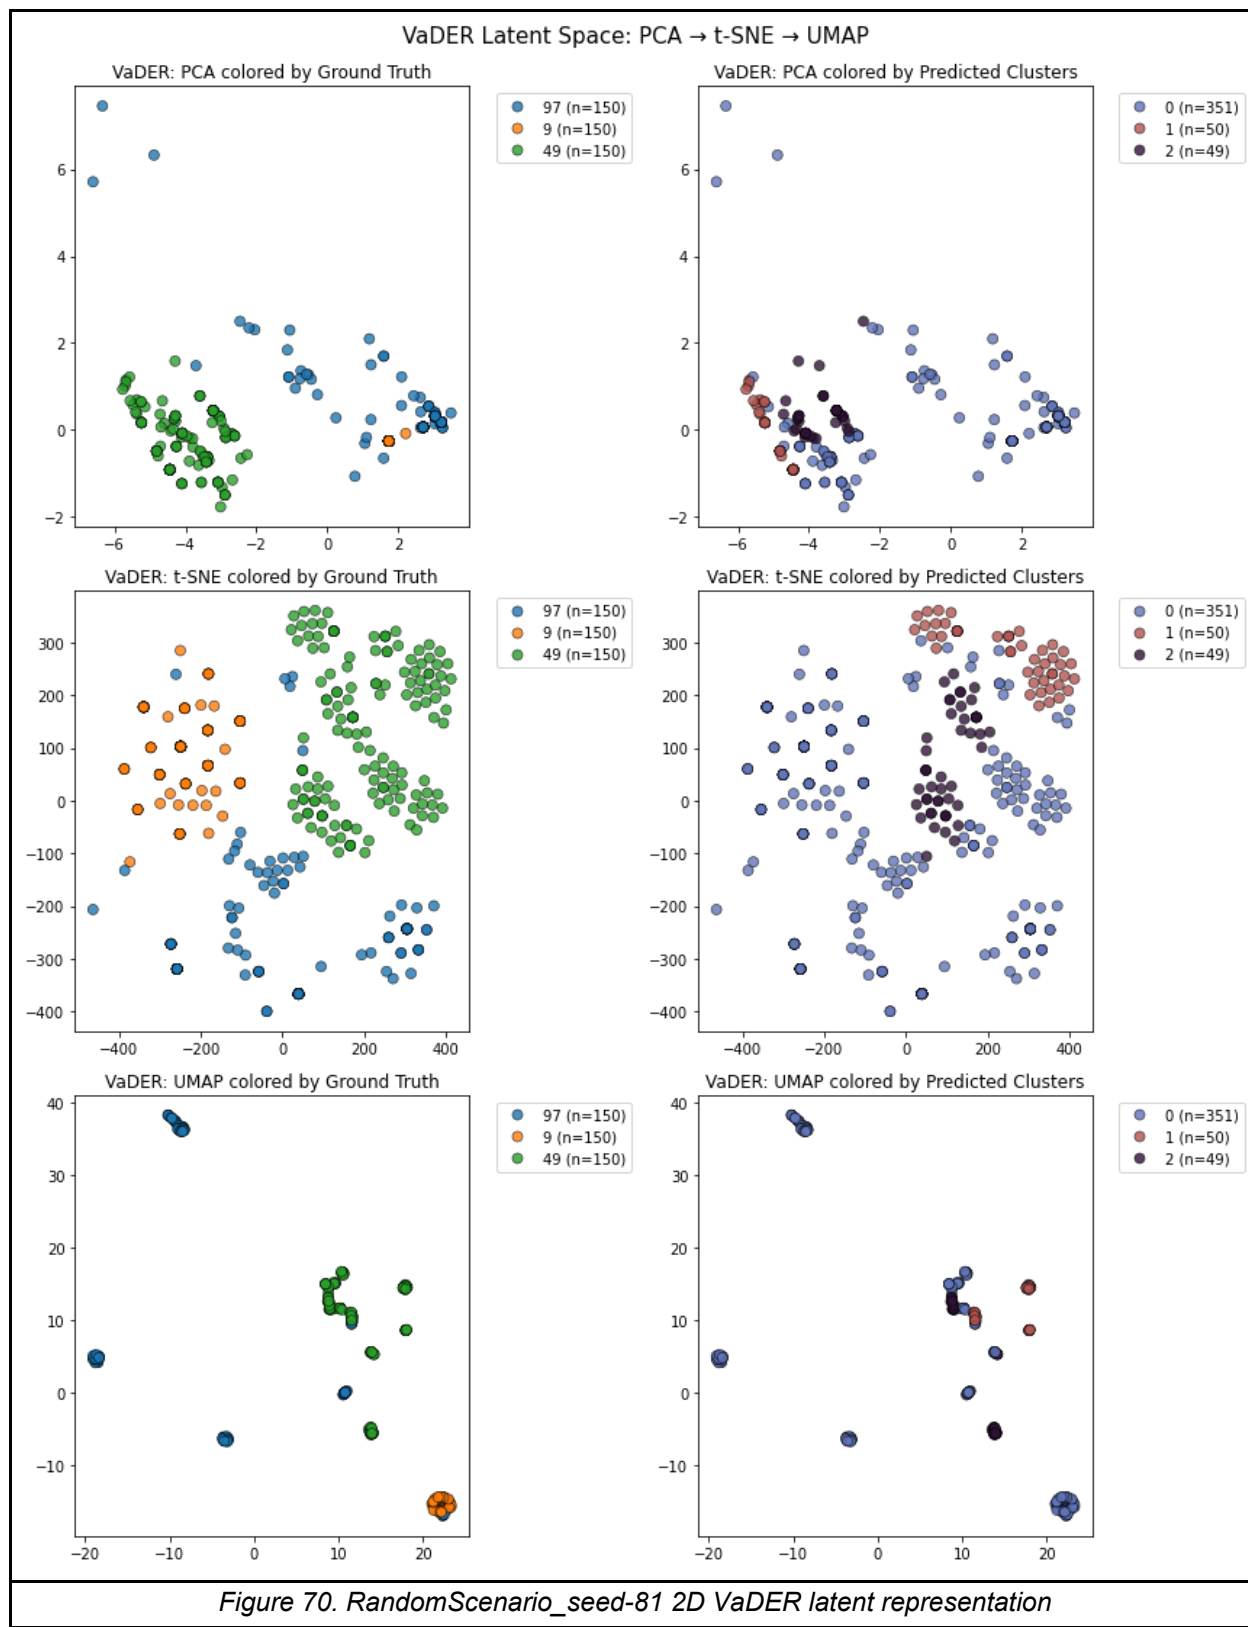 VaDER Latent Space: PCA → t-SNE → UMAP
VaDER: PCA colored by Ground Truth
6
4
2
0
−2
−6
−4
−2
0
2
97 (n=150)
9 (n=150)
49 (n=150)
VaDER: PCA colored by Predicted Clusters
6
4
2
0
−2
−6
−4
−2
0
2
0 (n=351)
1 (n=50)
2 (n=49)
VaDER: t-SNE colored by Ground Truth
300
200
100
0
−100
−200
−300
−400
−400
−200
0
200
400
97 (n=150)
9 (n=150)
49 (n=150)
VaDER: t-SNE colored by Predicted Clusters
300
200
100
0
−100
−200
−300
−400
−400
−200
0
200
400
0 (n=351)
1 (n=50)
2 (n=49)
VaDER: UMAP colored by Ground Truth
40
30
20
10
0
−10
−20
−10
0
10
20
97 (n=150)
9 (n=150)
49 (n=150)
VaDER: UMAP colored by Predicted Clusters
40
30
20
10
0
−10
−20
−10
0
10
20
0 (n=351)
1 (n=50)
2 (n=49)
Figure 70. RandomScenario_seed-81 2D VaDER latent representation